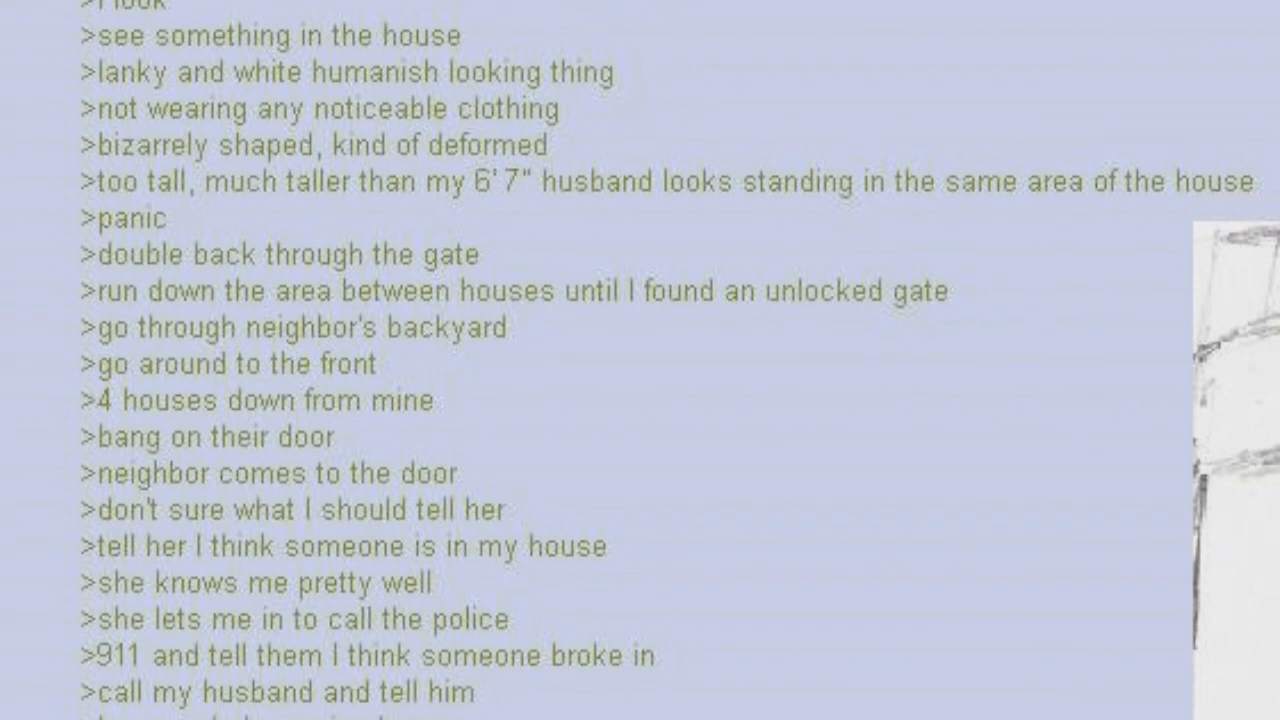 >I look
>see something in the house
>lanky and white humanish looking thing
>not wearing any noticeable clothing
>bizarrely shaped, kind of deformed
>too tall, much taller than my 6'7" husband looks standing in the same area of the house
>panic
>double back through the gate
>run down the area between houses until I found an unlocked gate
>go through neighbor's backyard
>go around to the front
>4 houses down from mine
>bang on their door
>neighbor comes to the door
>don't sure what I should tell her
>tell her I think someone is in my house
>she knows me pretty well
>she lets me in to call the police
>911 and tell them I think someone broke in
>call my husband and tell him